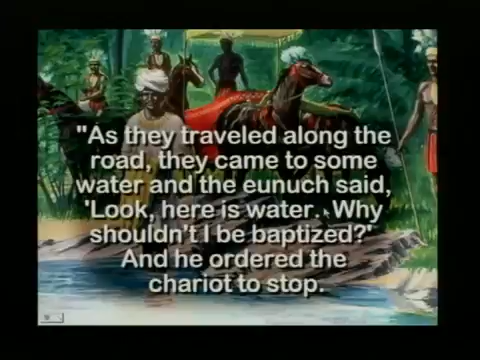 "As they traveled along the
road, they came to some
water and the eunuch said,
'Look, here is water. Why
shouldn't I be baptized?'
And he ordered the
chariot to stop.